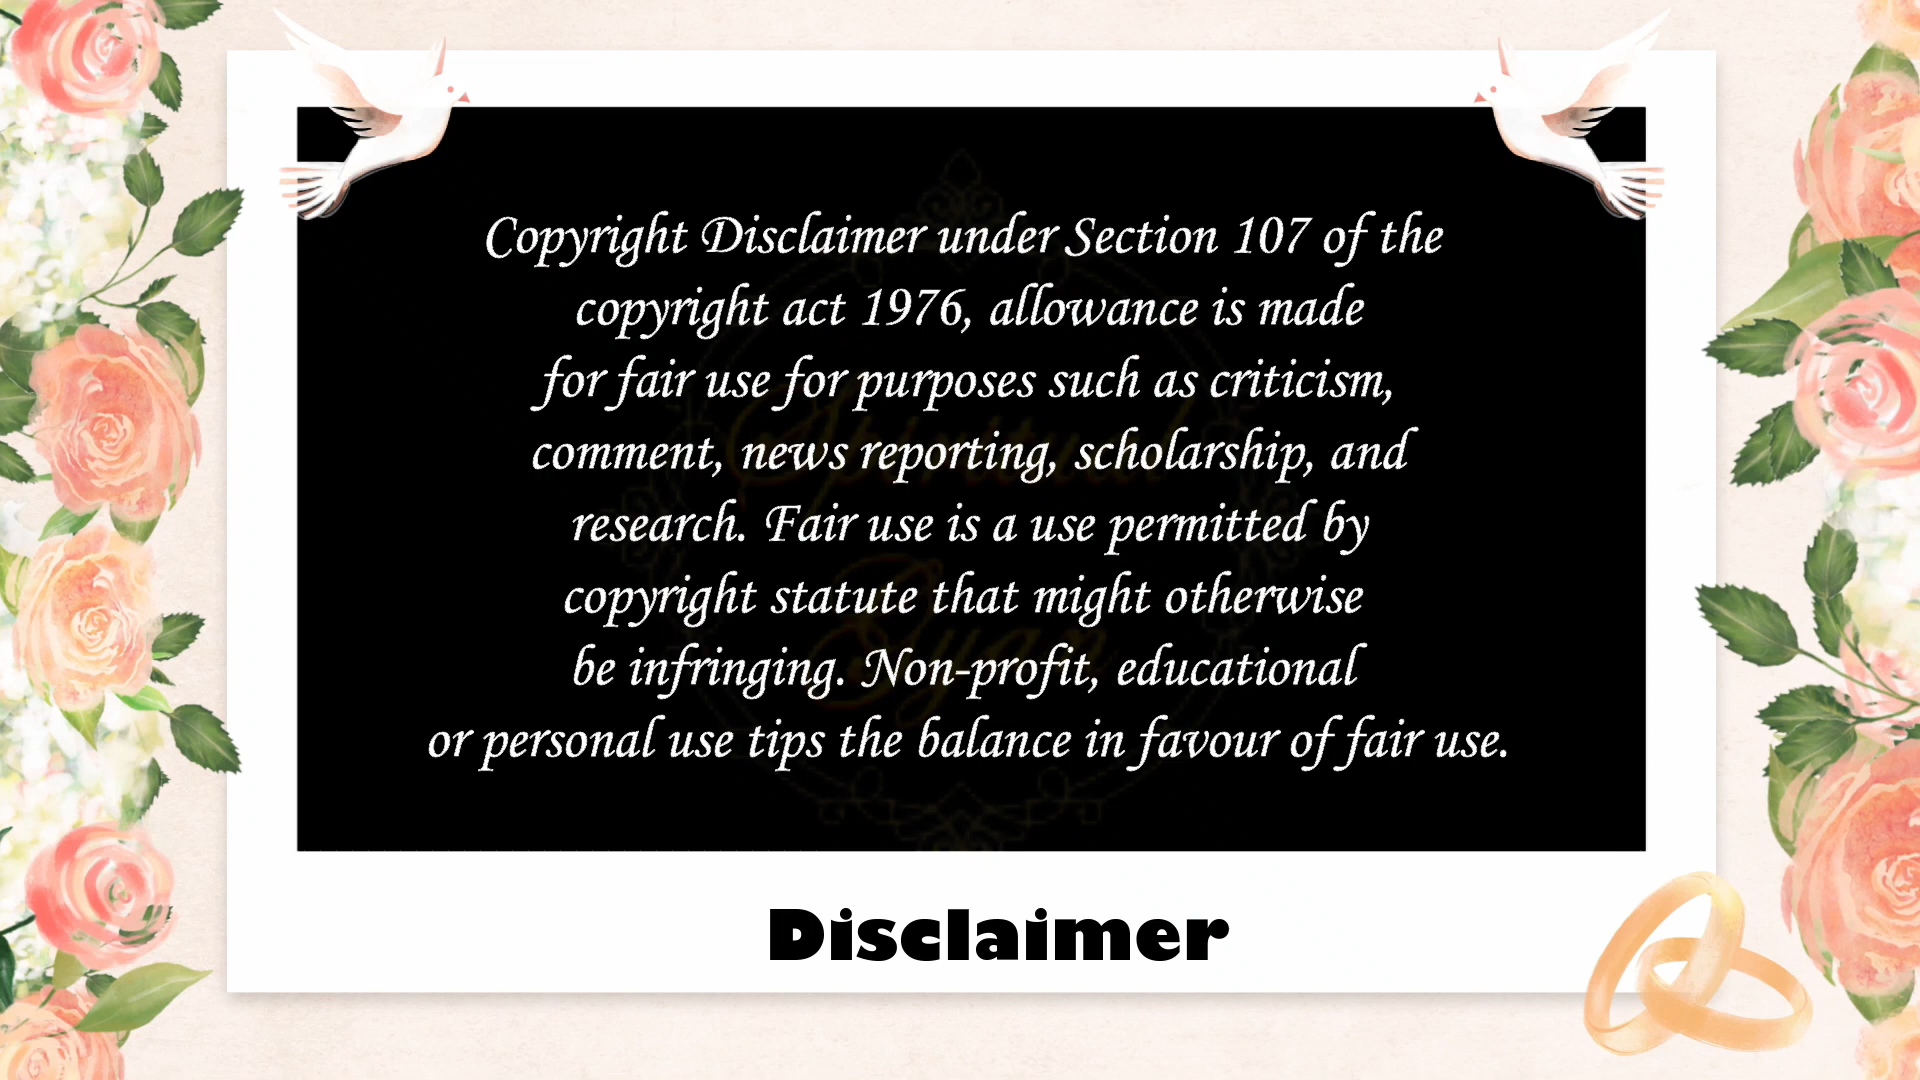 Copyright Disclaimer under Section 107 of the
copyright act 1976, allowance is made
for fair use for purposes such as criticism,
comment, news reporting, scholarship, and
research. Fair use is a use permitted by
copyright statute that might otherwise
be infringing. Non-profit, educational
or personal use tips the balance in favour of fair use.
Spiritual
Gyan
Disclaimer